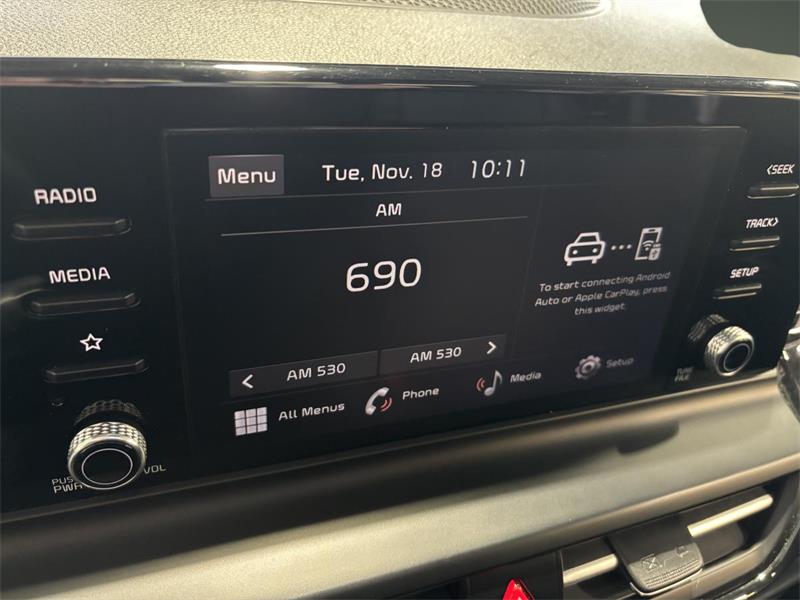 Menu
Tue, Nov. 18
10:11
AM
690
To start connecting Android
Auto or Apple CarPlay, press
this widget.
< AM 530
AM 530 >
All Menus
Phone
Media
Setup
RADIO
MEDIA
PWR
VOL
<SEEK
TRACK>
SETUP
TUNE
FILE